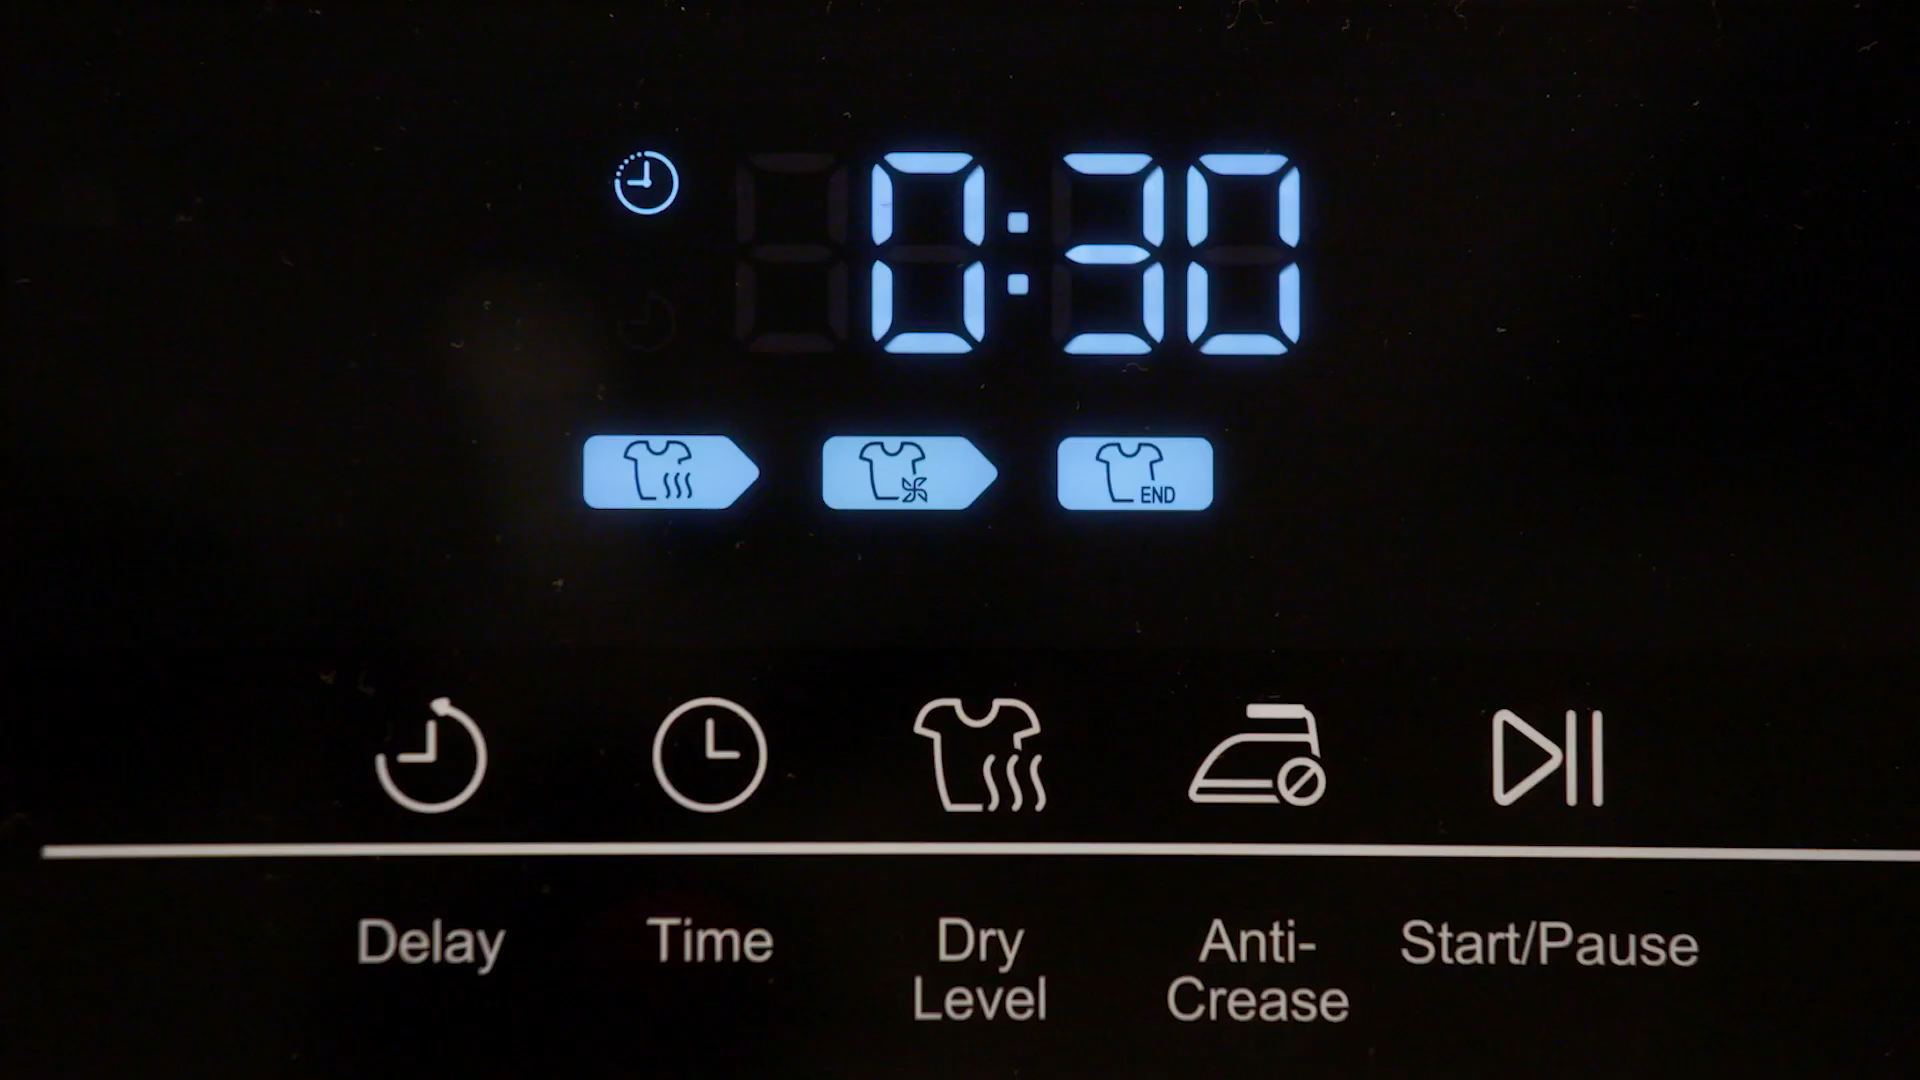 0:30
END
Delay
Time
Dry
Level
Anti-
Crease
Start/Pause